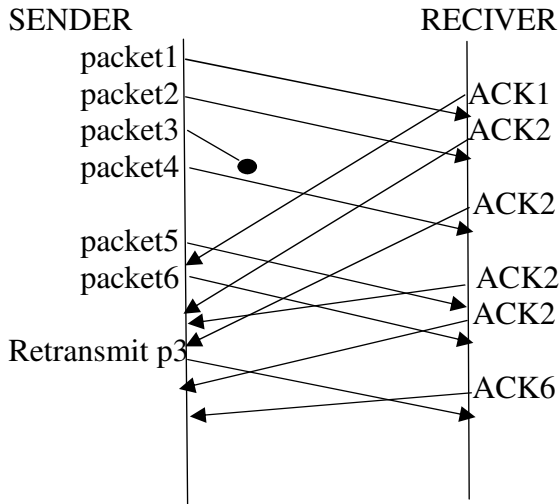 SENDER RECIVER
packet1
ACK1
packet2
ACK2
packet3
packet4
ACK2
packet5
packet6 ACK2
ACK2
Retransmit p3
ACK6